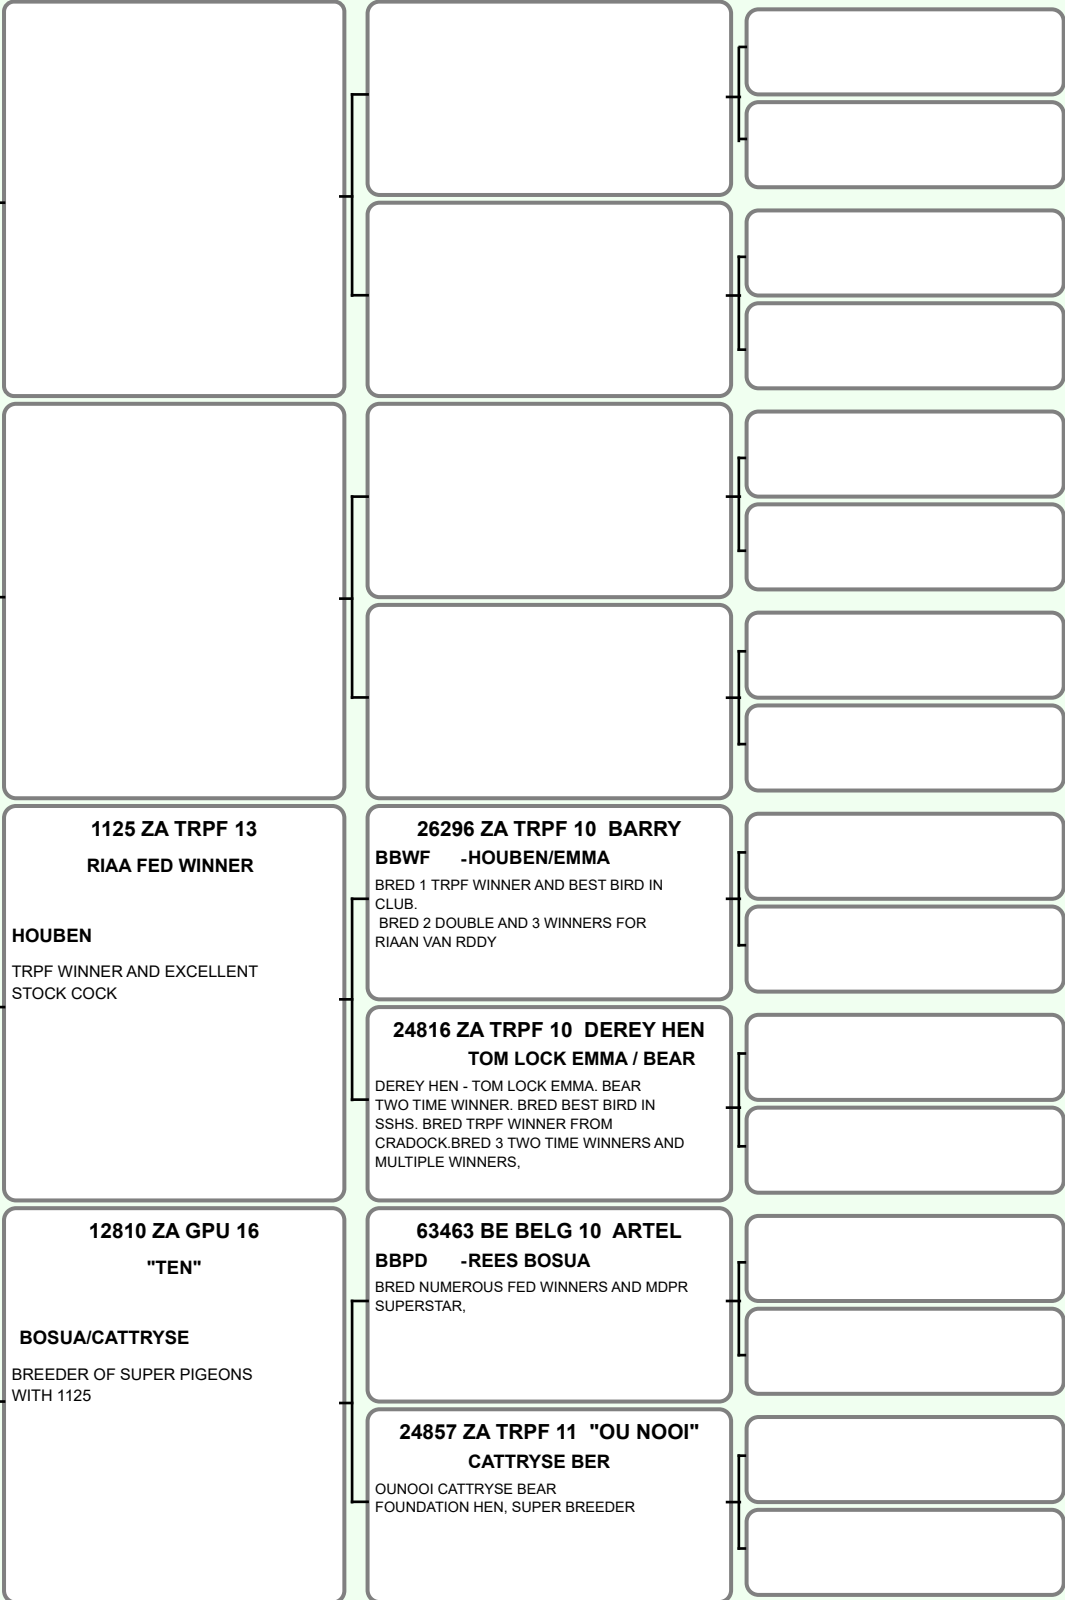 1125 ZA TRPF 13
RIAA FED WINNER
HOUBEN
TRPF WINNER AND EXCELLENT
STOCK COCK
26296 ZA TRPF 10  BARRY
BBWF -HOUBEN/EMMA
BRED 1 TRPF WINNER AND BEST BIRD IN
CLUB.
BRED 2 DOUBLE AND 3 WINNERS FOR
RIAAN VAN RDDY
24816 ZA TRPF 10  DEREY HEN
TOM LOCK EMMA / BEAR
DEREY HEN - TOM LOCK EMMA. BEAR
TWO TIME WINNER. BRED BEST BIRD IN
SSHS. BRED TRPF WINNER FROM
CRADOCK.BRED 3 TWO TIME WINNERS AND
MULTIPLE WINNERS,
12810 ZA GPU 16
"TEN"
BOSUA/CATTRYSE
BREEDER OF SUPER PIGEONS
WITH 1125
63463 BE BELG 10  ARTEL
BBPD -REES BOSUA
BRED NUMEROUS FED WINNERS AND MDPR
SUPERSTAR,
24857 ZA TRPF 11  "OU NOOI"
CATTRYSE BER
OUNOOI CATTRYSE BEAR
FOUNDATION HEN, SUPER BREEDER